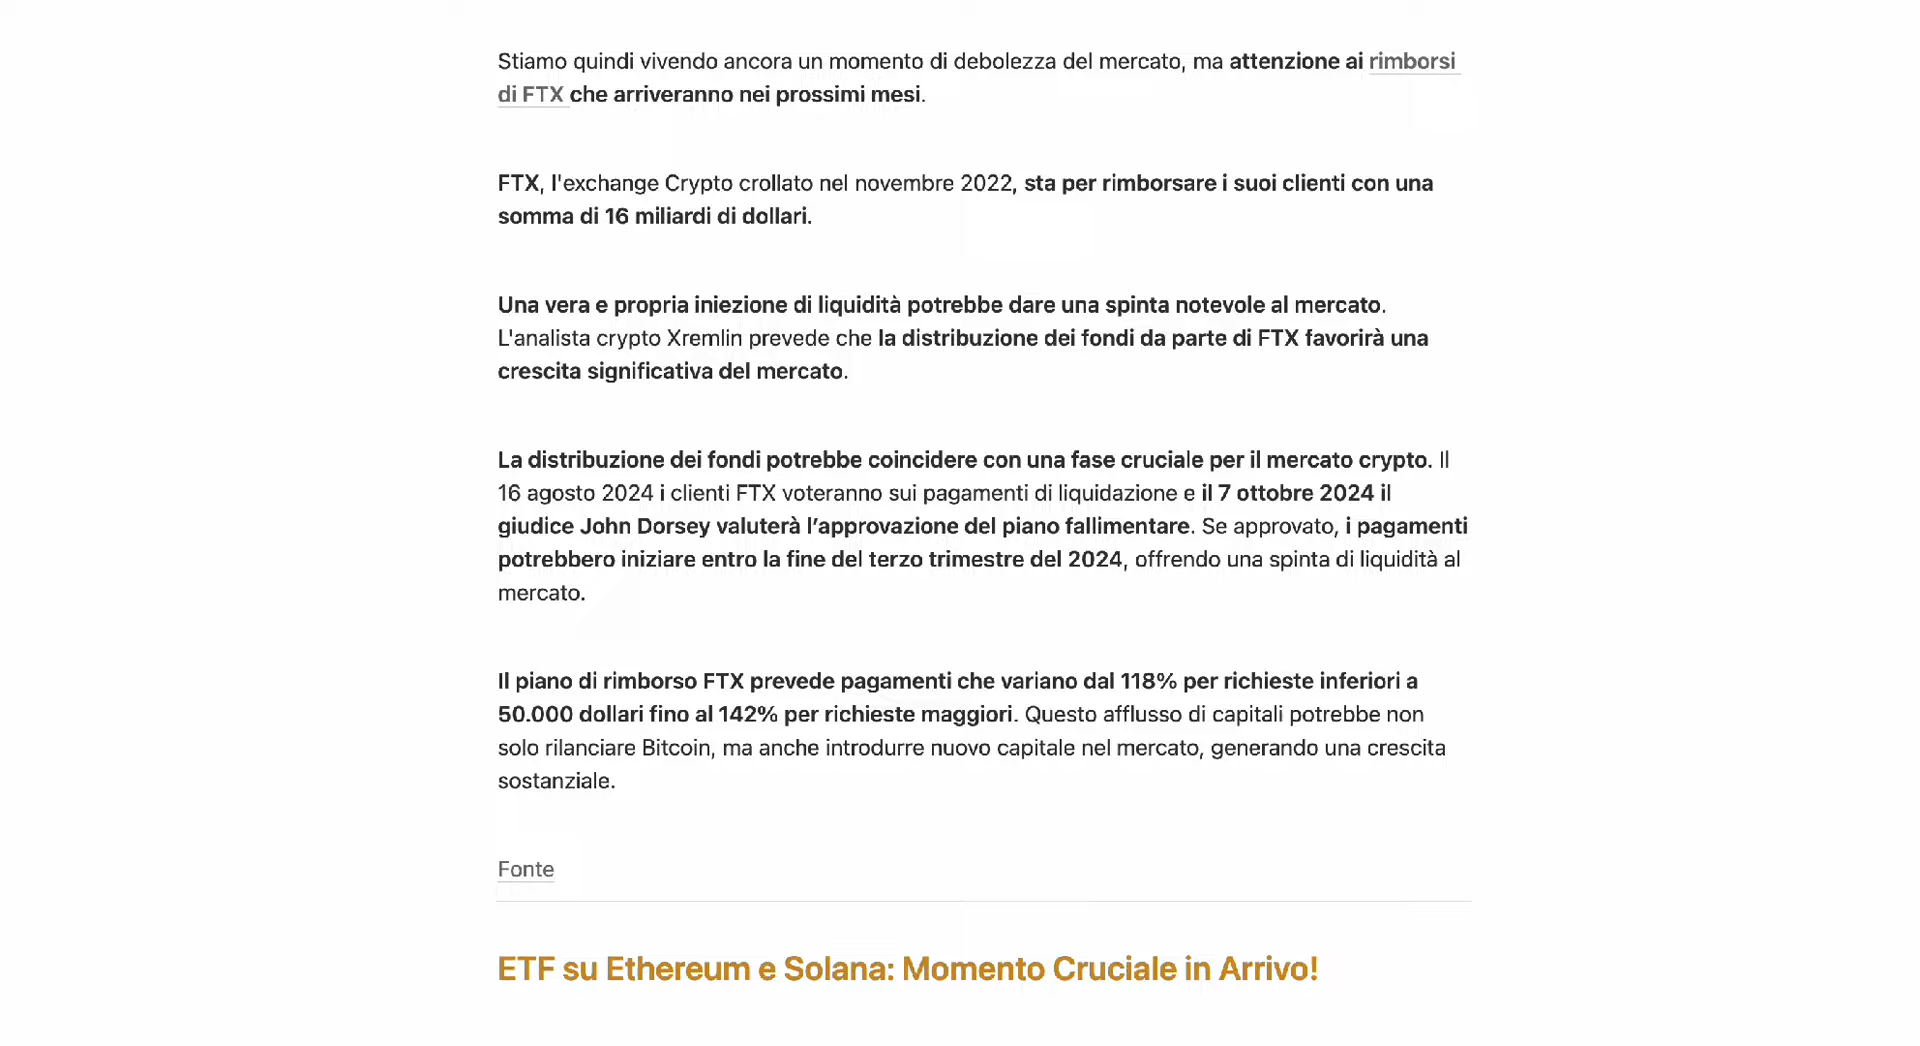 Stiamo quindi vivendo ancora un momento di debolezza del mercato, ma attenzione ai rimborsi
di FTX che arriveranno nei prossimi mesi.
FTX, l'exchange Crypto crollato nel novembre 2022, sta per rimborsare i suoi clienti con una
somma di 16 miliardi di dollari.
Una vera e propria iniezione di liquidità potrebbe dare una spinta notevole al mercato.
L'analista crypto Xremlin prevede che la distribuzione dei fondi da parte di FTX favorirà una
crescita significativa del mercato.
La distribuzione dei fondi potrebbe coincidere con una fase cruciale per il mercato crypto. Il
16 agosto 2024 i clienti FTX voteranno sui pagamenti di liquidazione e il 7 ottobre 2024 il
giudice John Dorsey valuterà l’approvazione del piano fallimentare. Se approvato, i pagamenti
potrebbero iniziare entro la fine del terzo trimestre del 2024, offrendo una spinta di liquidità al
mercato.
Il piano di rimborso FTX prevede pagamenti che variano dal 118% per richieste inferiori a
50.000 dollari fino al 142% per richieste maggiori. Questo afflusso di capitali potrebbe non
solo rilanciare Bitcoin, ma anche introdurre nuovo capitale nel mercato, generando una crescita
sostanziale.
Fonte
ETF su Ethereum e Solana: Momento Cruciale in Arrivo!